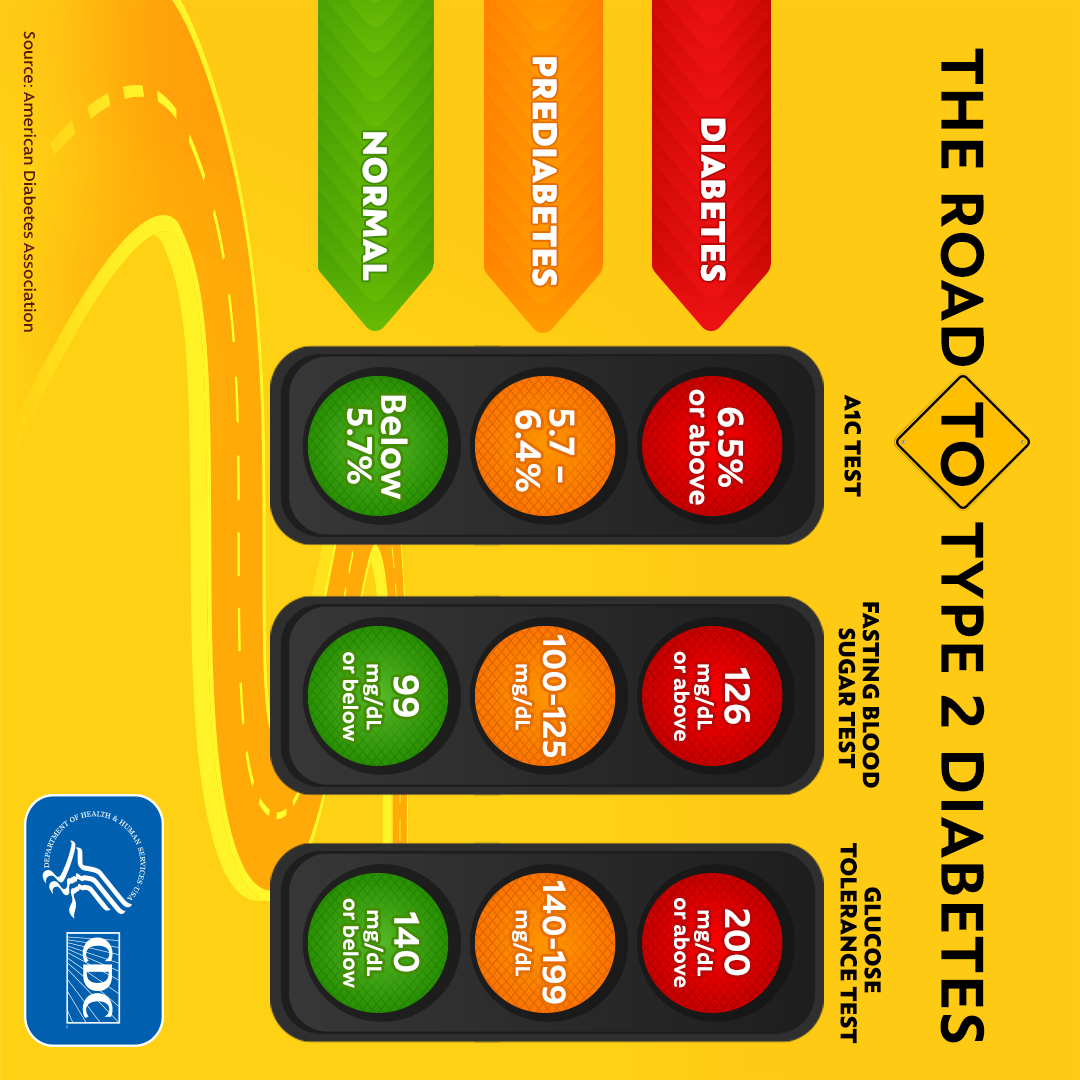 THE ROAD TO TYPE 2 DIABETES
A1C TEST
FASTING BLOOD
SUGAR TEST
GLUCOSE
TOLERANCE TEST
DIABETES
6.5%
or above
126
mg/dL
or above
200
mg/dL
or above
PREDIABETES
5.7 –
6.4%
100-125
mg/dL
140-199
mg/dL
NORMAL
Below
5.7%
99
mg/dL
or below
140
mg/dL
or below
Source: American Diabetes Association
DEPARTMENT OF HEALTH & HUMAN SERVICES · USA
CDC